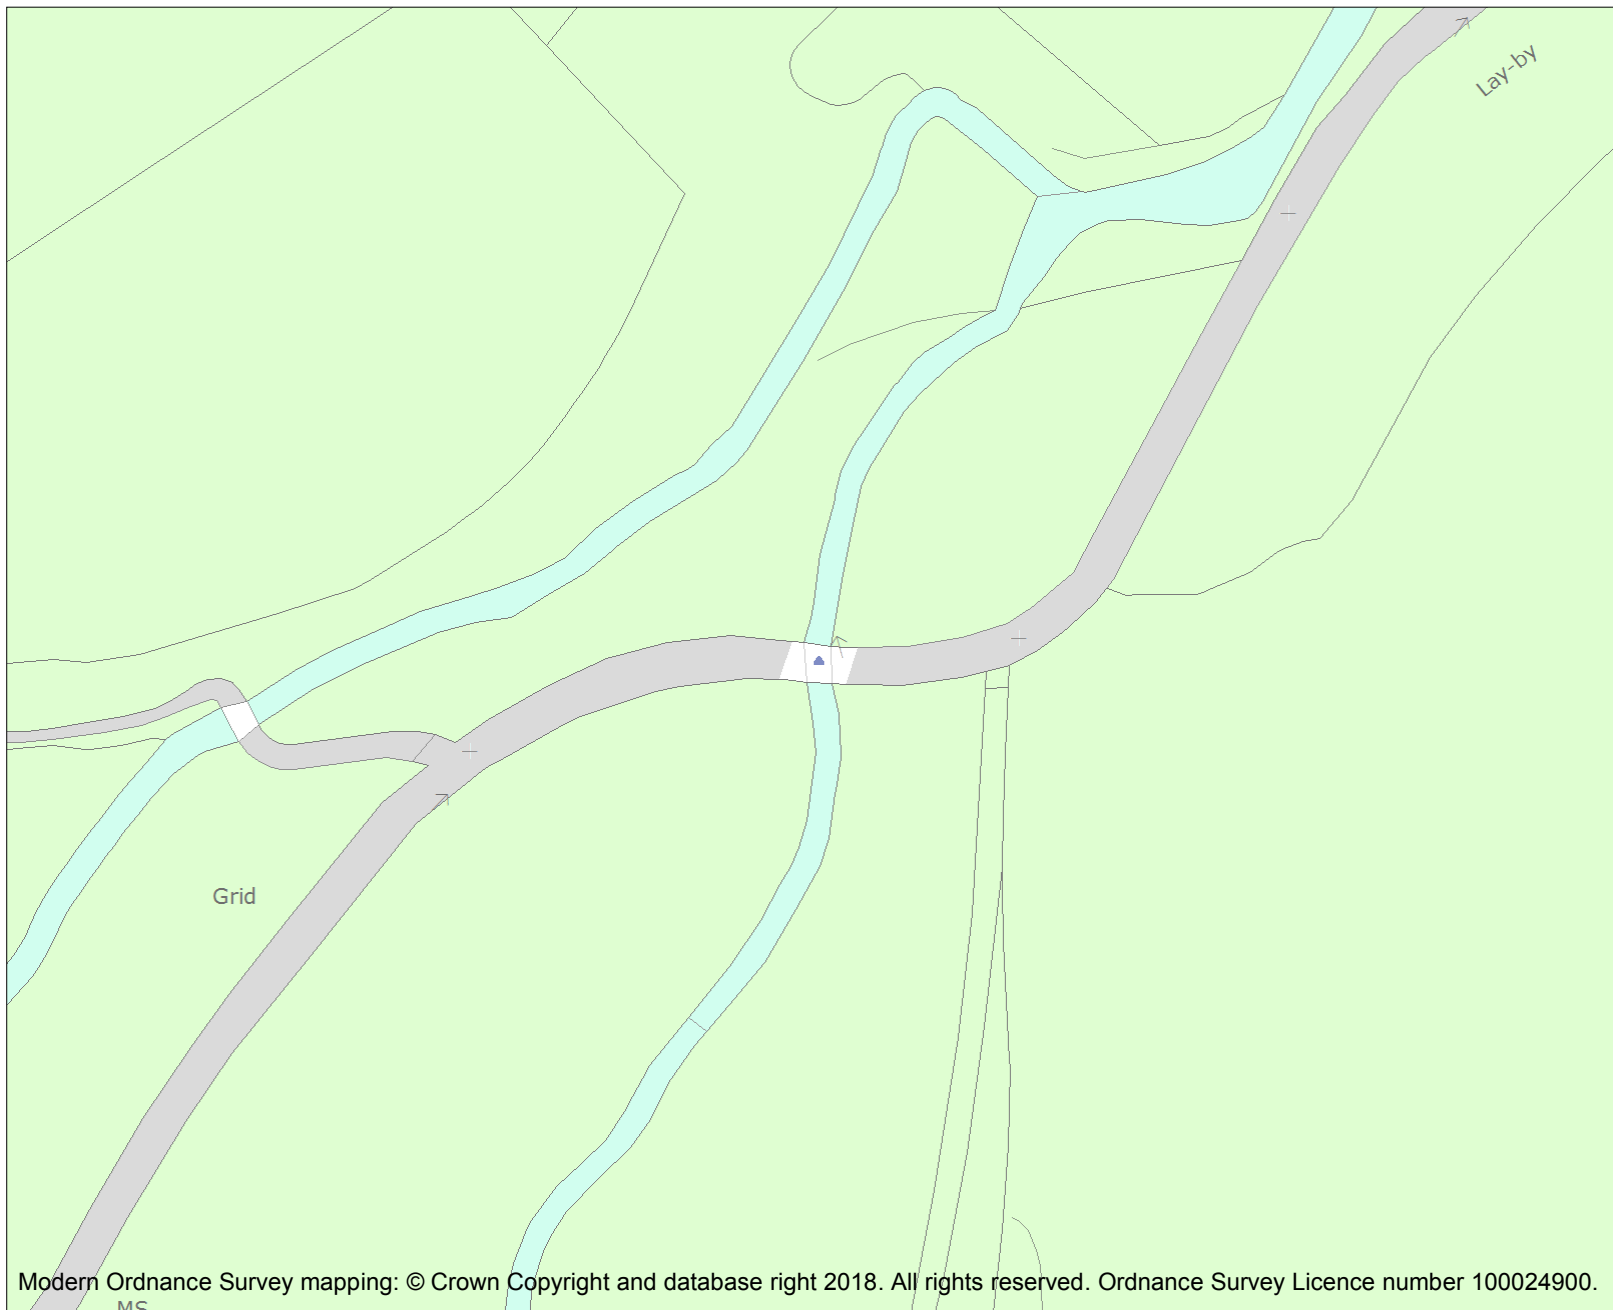 Lay-by
Grid
Modern Ordnance Survey mapping: © Crown Copyright and database right 2018. All rights reserved. Ordnance Survey Licence number 100024900.
MS